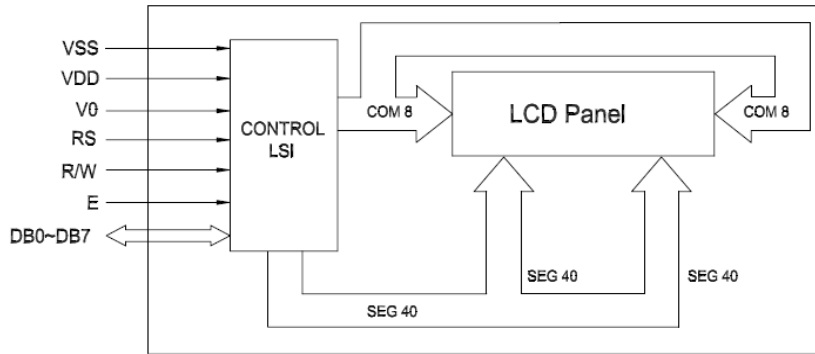 VSS
VDD
V0
RS
R/W
E
DB0~DB7
CONTROL
LSI
COM 8
LCD Panel
COM 8
SEG 40
SEG 40
SEG 40